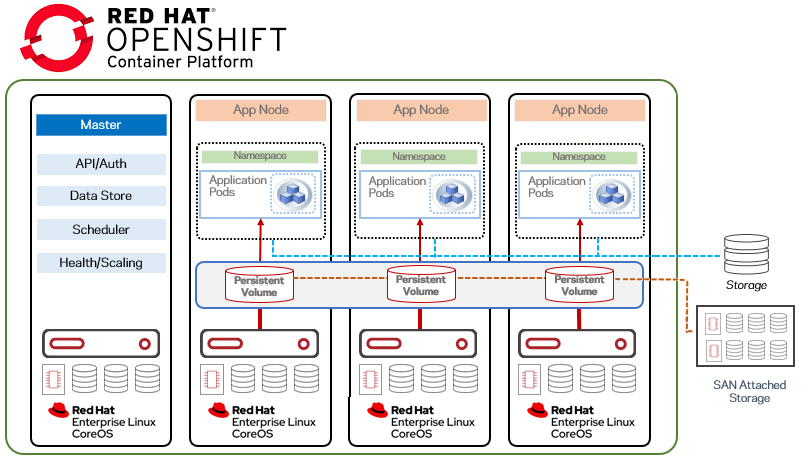 RED HAT®
OPENSHIFT
Container Platform
Master
API/Auth
Data Store
Scheduler
Health/Scaling
Red Hat
Enterprise Linux
CoreOS
App Node
Namespace
Application
Pods
Persistent
Volume
Red Hat
Enterprise Linux
CoreOS
App Node
Namespace
Application
Pods
Persistent
Volume
Red Hat
Enterprise Linux
CoreOS
App Node
Namespace
Application
Pods
Persistent
Volume
Red Hat
Enterprise Linux
CoreOS
Storage
SAN Attached
Storage